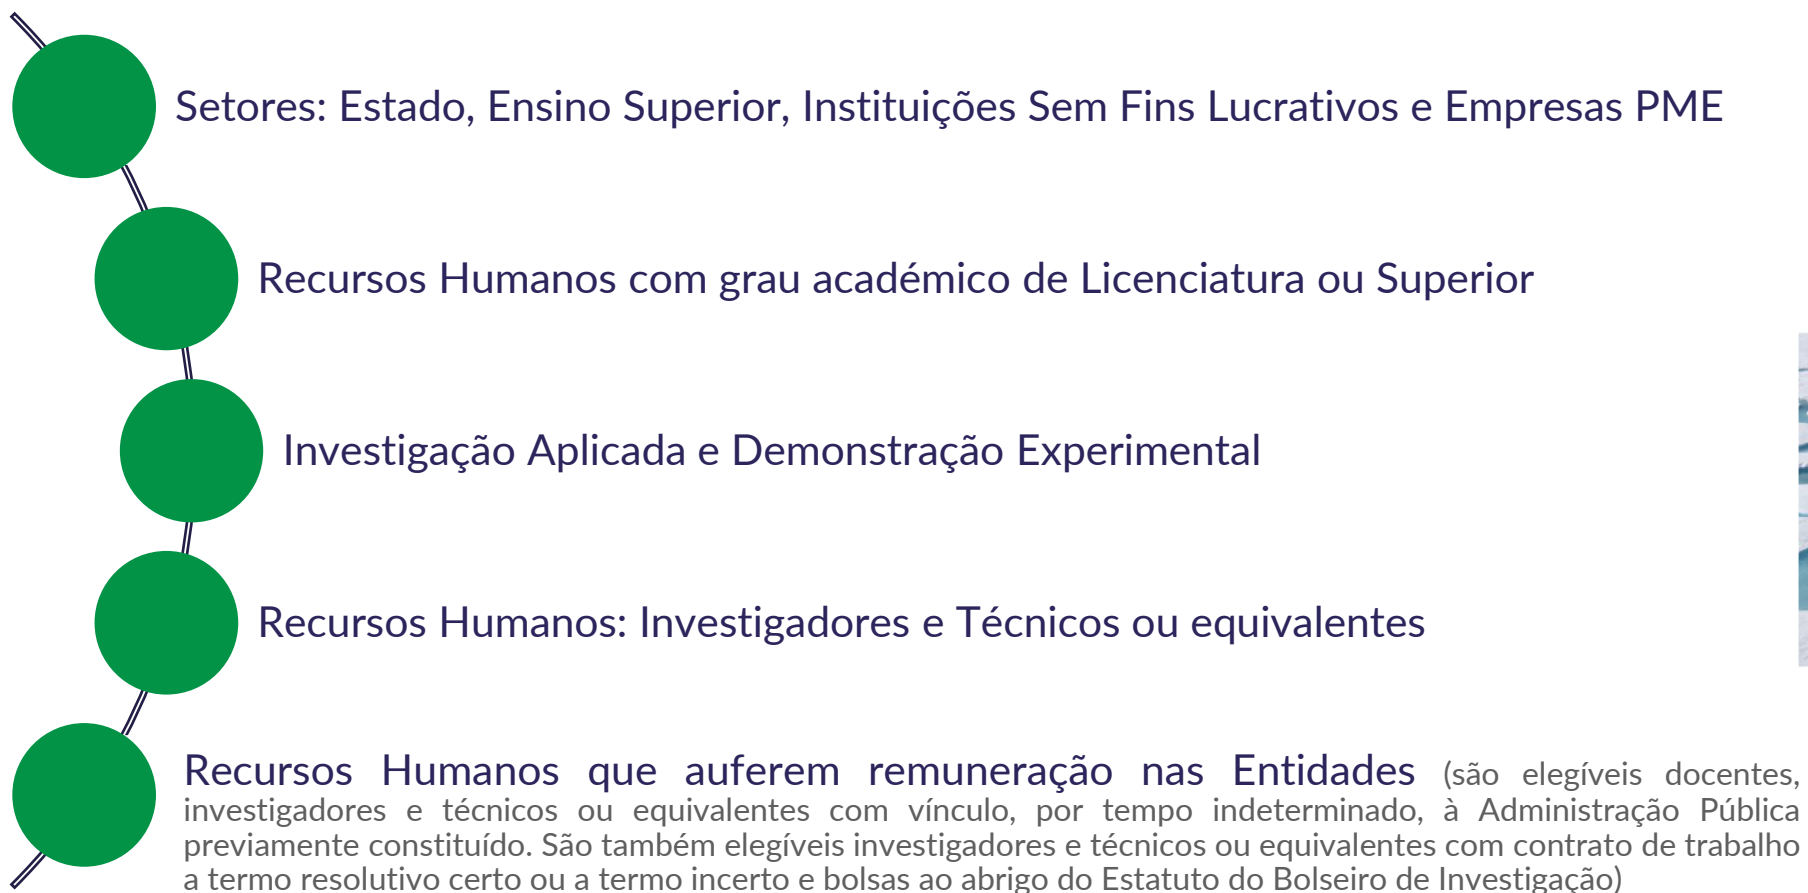 Setores: Estado, Ensino Superior, Instituições Sem Fins Lucrativos e Empresas PME
Recursos Humanos com grau académico de Licenciatura ou Superior
Investigação Aplicada e Demonstração Experimental
Recursos Humanos: Investigadores e Técnicos ou equivalentes
Recursos Humanos que auferem remuneração nas Entidades (são elegíveis docentes,
investigadores e técnicos ou equivalentes com vínculo, por tempo indeterminado, à Administração Pública
previamente constituído. São também elegíveis investigadores e técnicos ou equivalentes com contrato de trabalho
a termo resolutivo certo ou a termo incerto e bolsas ao abrigo do Estatuto do Bolseiro de Investigação)